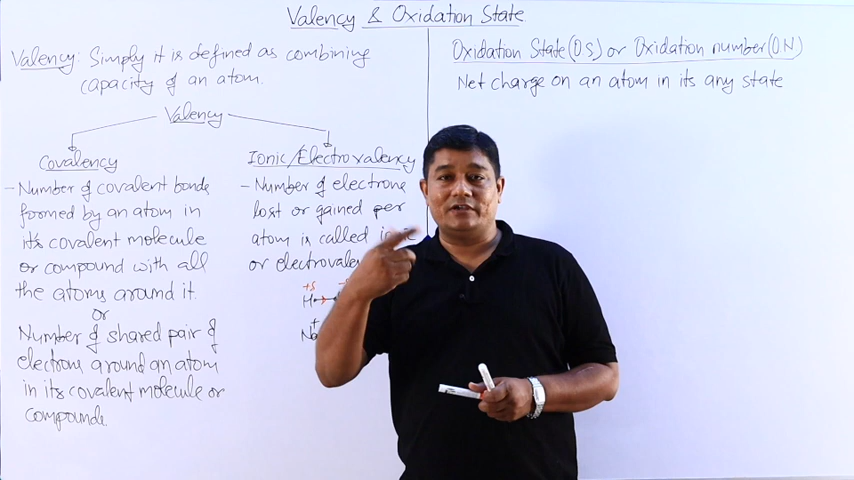 Valency & Oxidation State
Valency: Simply it is defined as combining
capacity of an atom.
Valency
Covalency
- Number of covalent bonds
formed by an atom in
it's covalent molecule
or compound with all
the atoms around it.
or
Number of shared pair of
electrons around an atom
in its covalent molecule or
compounds.
Ionic/Electrovalency
- Number of electrons
lost or gained per
atom is called
or
+δ
H
+
Oxidation State(O.S) or Oxidation number(O.N)
Net charge on an atom in its any state